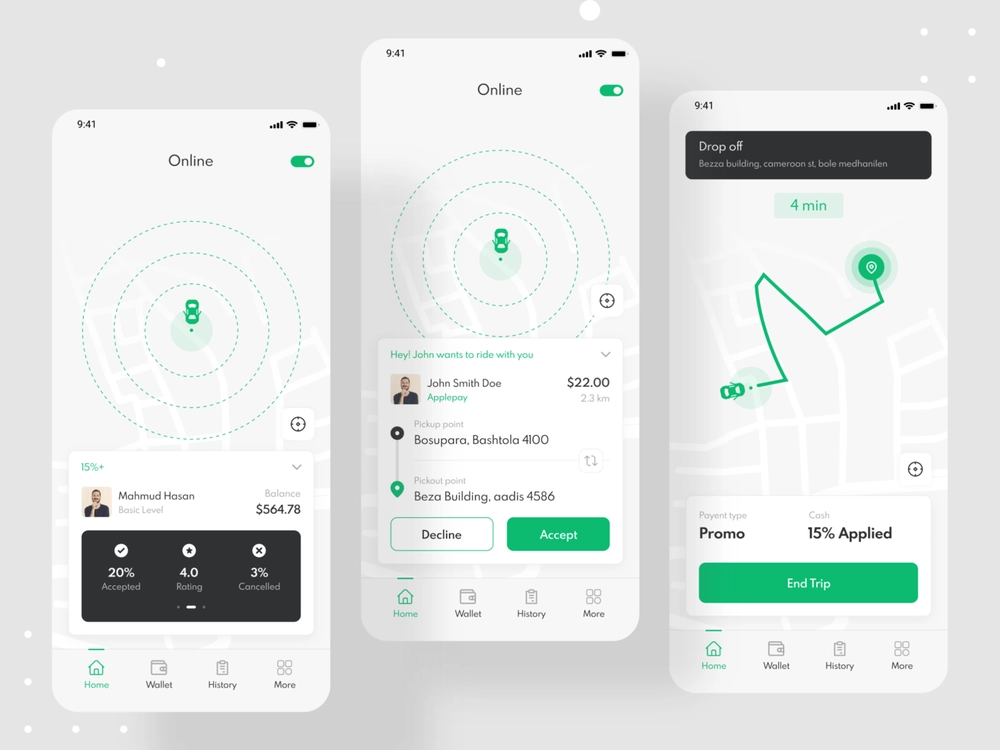 9:41
Online
15%+
Mahmud Hasan
Basic Level
Balance
$564.78
20%
Accepted
4.0
Rating
3%
Cancelled
Home
Wallet
History
More
9:41
Online
Hey! John wants to ride with you
John Smith Doe
Applepay
$22.00
2.3 km
Pickup point
Bosupara, Bashtola 4100
Pickout point
Beza Building, aadis 4586
Decline
Accept
Home
Wallet
History
More
9:41
Drop off
Bezza building, cameroon st, bole medhanilen
4 min
Payent type
Promo
Cash
15% Applied
End Trip
Home
Wallet
History
More